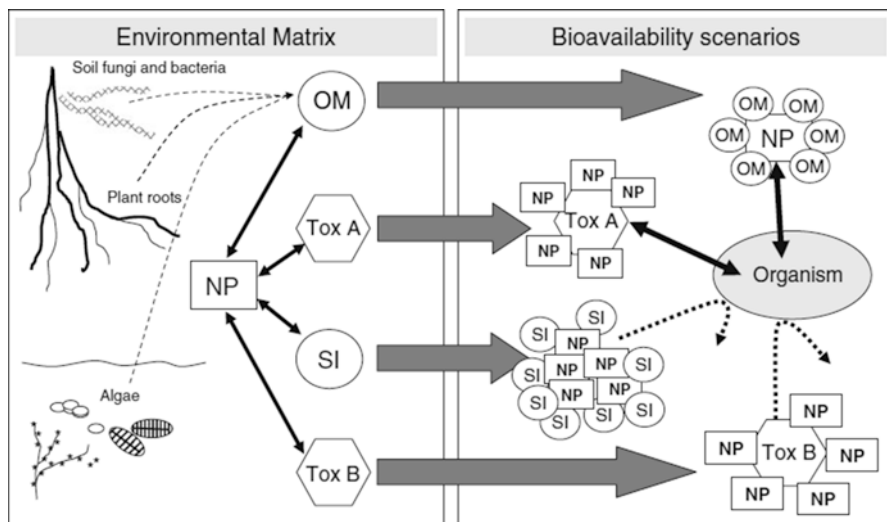 Environmental Matrix
Bioavailability scenarios
Soil fungi and bacteria
Plant roots
Algae
OM
Tox A
NP
SI
Tox B
OM
OM
OM
OM
OM
OM
NP
NP
NP
NP
NP
NP
Tox A
Organism
SI
SI
SI
SI
SI
SI
SI
SI
NP
NP
NP
NP
NP
NP
NP
NP
NP
NP
NP
Tox B